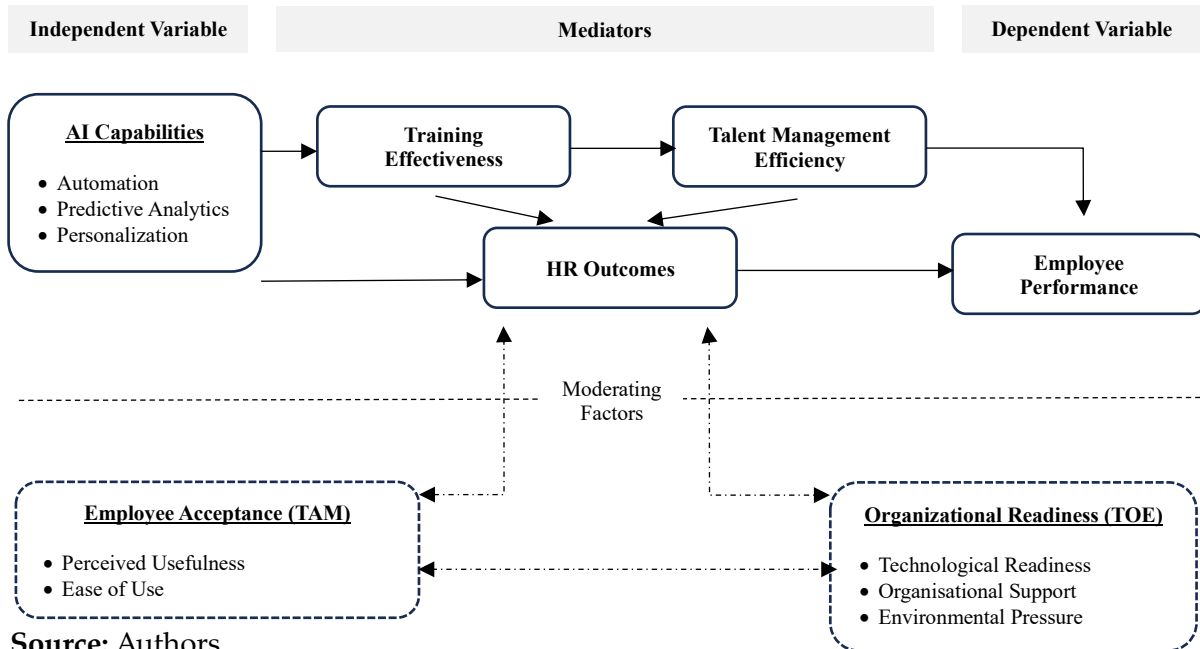 Independent Variable
Mediators
Dependent Variable
AI Capabilities
• Automation
• Predictive Analytics
• Personalization
Training
Effectiveness
Talent Management
Efficiency
HR Outcomes
Employee
Performance
Moderating
Factors
Employee Acceptance (TAM)
• Perceived Usefulness
• Ease of Use
Organizational Readiness (TOE)
• Technological Readiness
• Organisational Support
• Environmental Pressure
Source: Authors